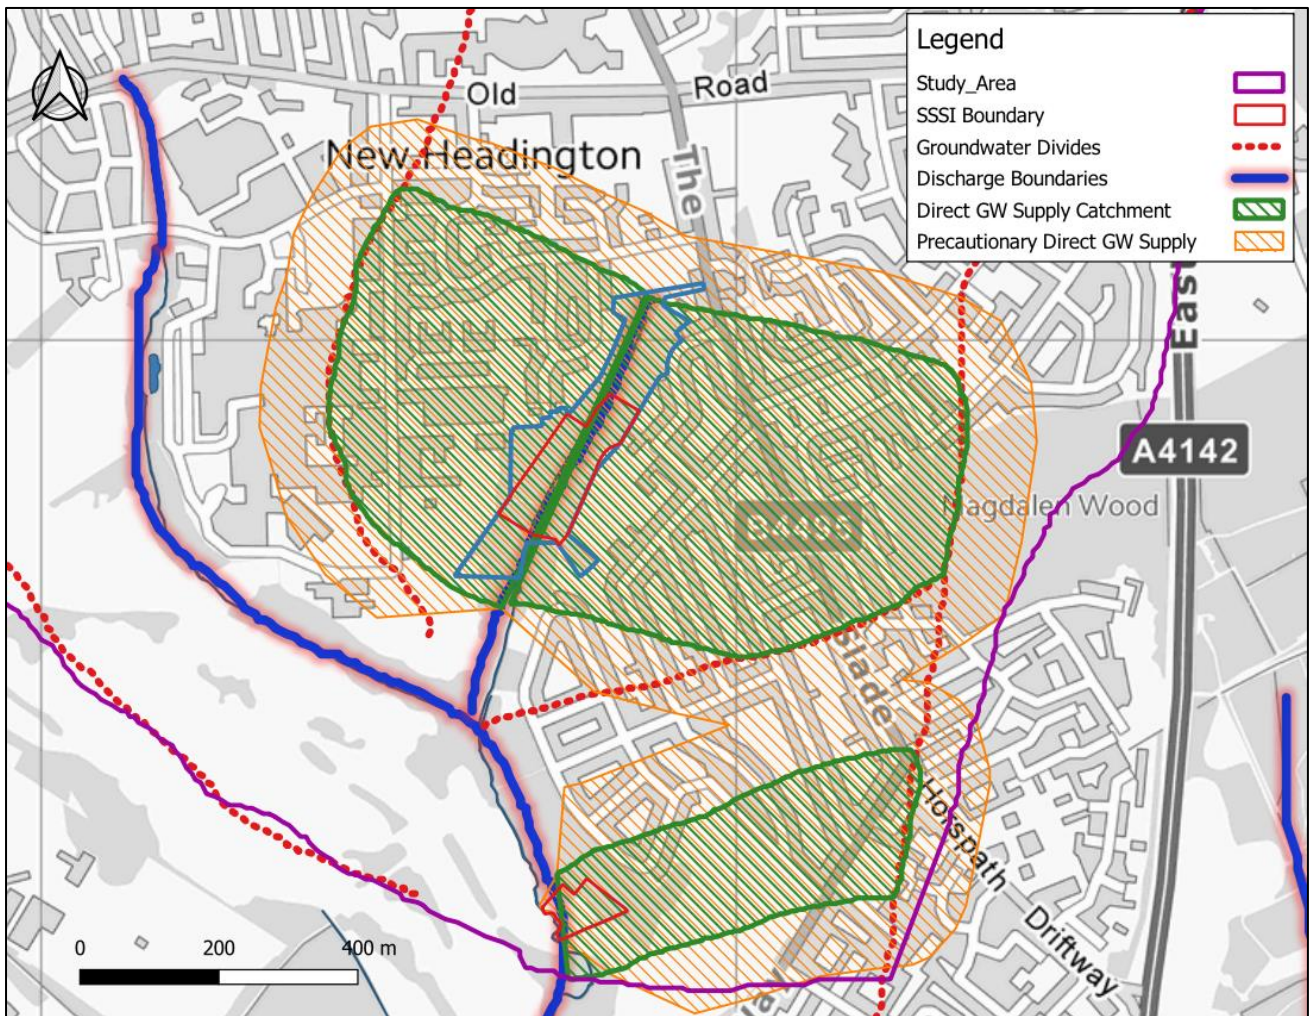 Legend
Study_Area
SSSI Boundary
Groundwater Divides
Discharge Boundaries
Direct GW Supply Catchment
Precautionary Direct GW Supply
Old
Road
New Headington
The
East
A4142
Magdalen Wood
B4495
Slade
Horspath
Driftway
0 200 400 m